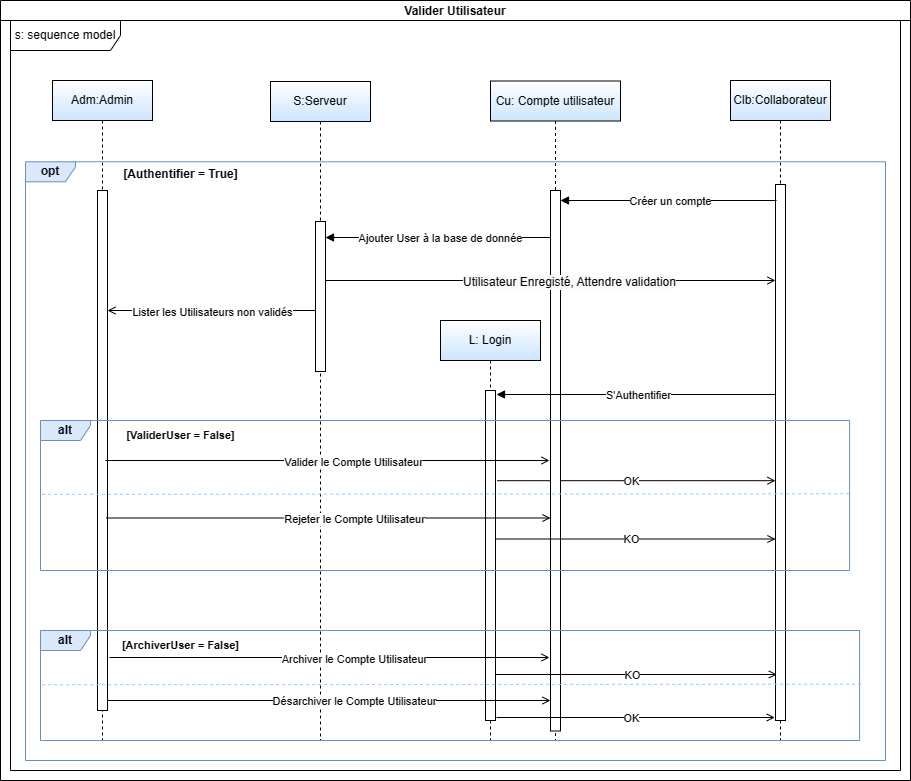 Valider Utilisateur
s: sequence model
Adm:Admin
S:Serveur
Cu: Compte utilisateur
Clb:Collaborateur
opt
[Authentifier = True]
Créer un compte
Ajouter User à la base de donnée
Utilisateur Enregisté, Attendre validation
Lister les Utilisateurs non validés
L: Login
S'Authentifier
alt
[ValiderUser = False]
Valider le Compte Utilisateur
OK
Rejeter le Compte Utilisateur
KO
alt
[ArchiverUser = False]
Archiver le Compte Utilisateur
KO
Désarchiver le Compte Utilisateur
OK